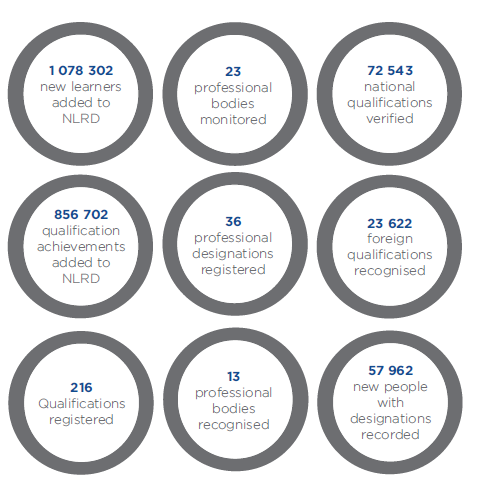 1 078 302
new learners
added to
NLRD
23
professional
bodies
monitored
72 543
national
qualifications
verified
856 702
qualification
achievements
added to
NLRD
36
professional
designations
registered
23 622
foreign
qualifications
recognised
216
Qualifications
registered
13
professional
bodies
recognised
57 962
new people
with
designations
recorded